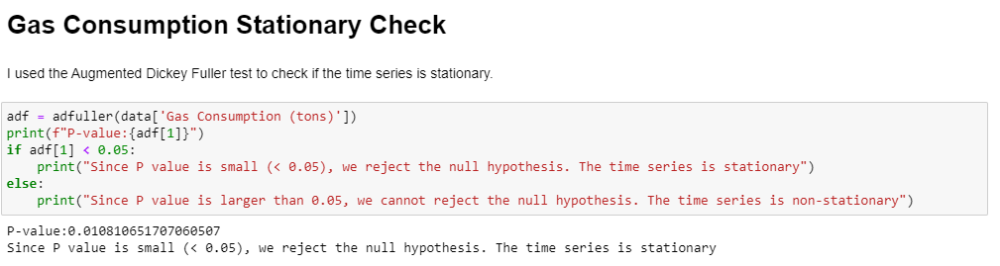 Gas Consumption Stationary Check
I used the Augmented Dickey Fuller test to check if the time series is stationary.
adf = adfuller(data['Gas Consumption (tons)'])
print(f"P-value:{adf[1]}")
if adf[1] < 0.05:
    print("Since P value is small (< 0.05), we reject the null hypothesis. The time series is stationary")
else:
    print("Since P value is larger than 0.05, we cannot reject the null hypothesis. The time series is non-stationary")
P-value:0.010810651707060507
Since P value is small (< 0.05), we reject the null hypothesis. The time series is stationary